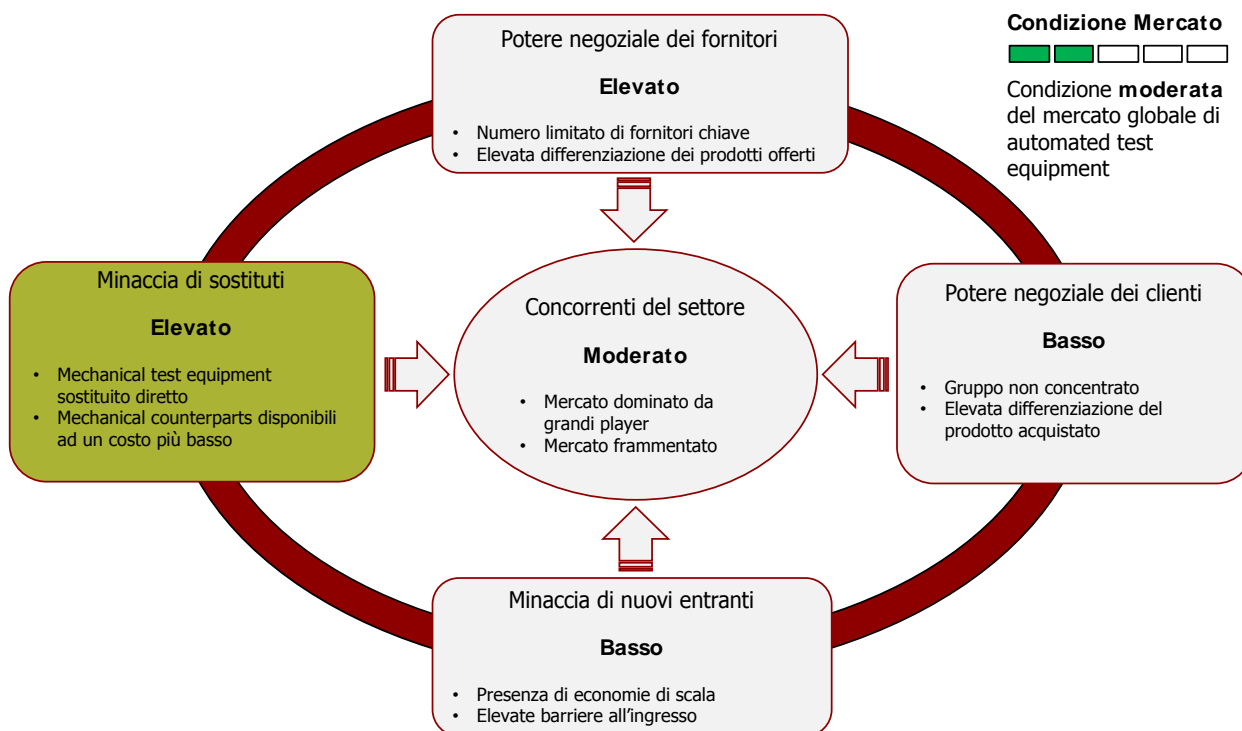 Potere negoziale dei fornitori
Elevato
• Numero limitato di fornitori chiave
• Elevata differenziazione dei prodotti offerti
Condizione Mercato
Condizione moderata
del mercato globale di
automated test
equipment
Minaccia di sostituti
Elevato
• Mechanical test equipment
sostituito diretto
• Mechanical counterparts disponibili
ad un costo più basso
Concorrenti del settore
Moderato
• Mercato dominato da
grandi player
• Mercato frammentato
Potere negoziale dei clienti
Basso
• Gruppo non concentrato
• Elevata differenziazione del
prodotto acquistato
Minaccia di nuovi entranti
Basso
• Presenza di economie di scala
• Elevate barriere all’ingresso